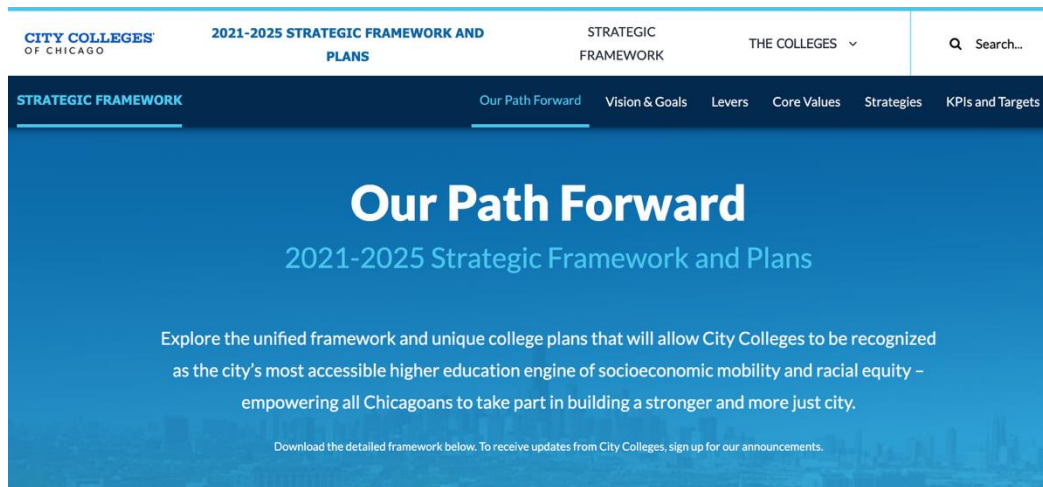 CITY COLLEGES®
OF CHICAGO
2021-2025 STRATEGIC FRAMEWORK AND
PLANS
STRATEGIC
FRAMEWORK
THE COLLEGES
Search...
STRATEGIC FRAMEWORK
Our Path Forward
Vision & Goals
Levers
Core Values
Strategies
KPIs and Targets
Our Path Forward
2021-2025 Strategic Framework and Plans
Explore the unified framework and unique college plans that will allow City Colleges to be recognized
as the city's most accessible higher education engine of socioeconomic mobility and racial equity –
empowering all Chicagoans to take part in building a stronger and more just city.
Download the detailed framework below. To receive updates from City Colleges, sign up for our announcements.